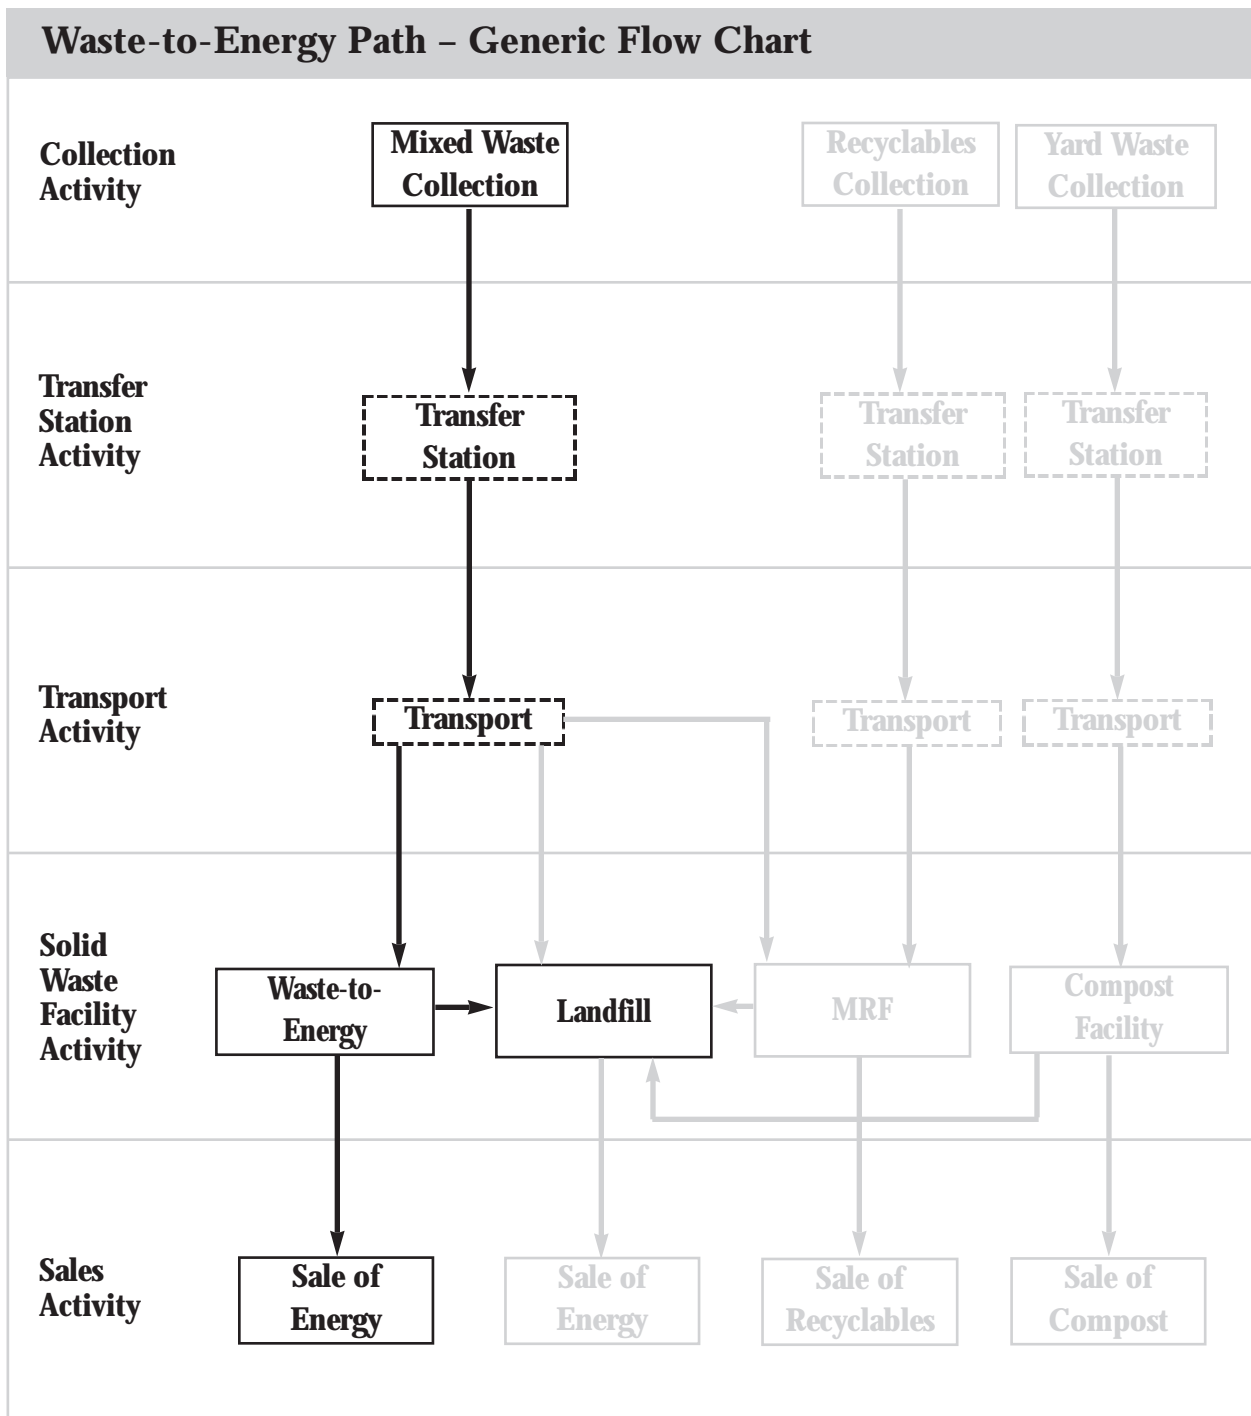 Waste-to-Energy Path – Generic Flow Chart
Collection
Activity
Mixed Waste
Collection
Recyclables
Collection
Yard Waste
Collection
Transfer
Station
Activity
Transfer
Station
Transfer
Station
Transfer
Station
Transport
Activity
Transport
Transport
Transport
Solid
Waste
Facility
Activity
Waste-to-
Energy
Landfill
MRF
Compost
Facility
Sales
Activity
Sale of
Energy
Sale of
Energy
Sale of
Recyclables
Sale of
Compost